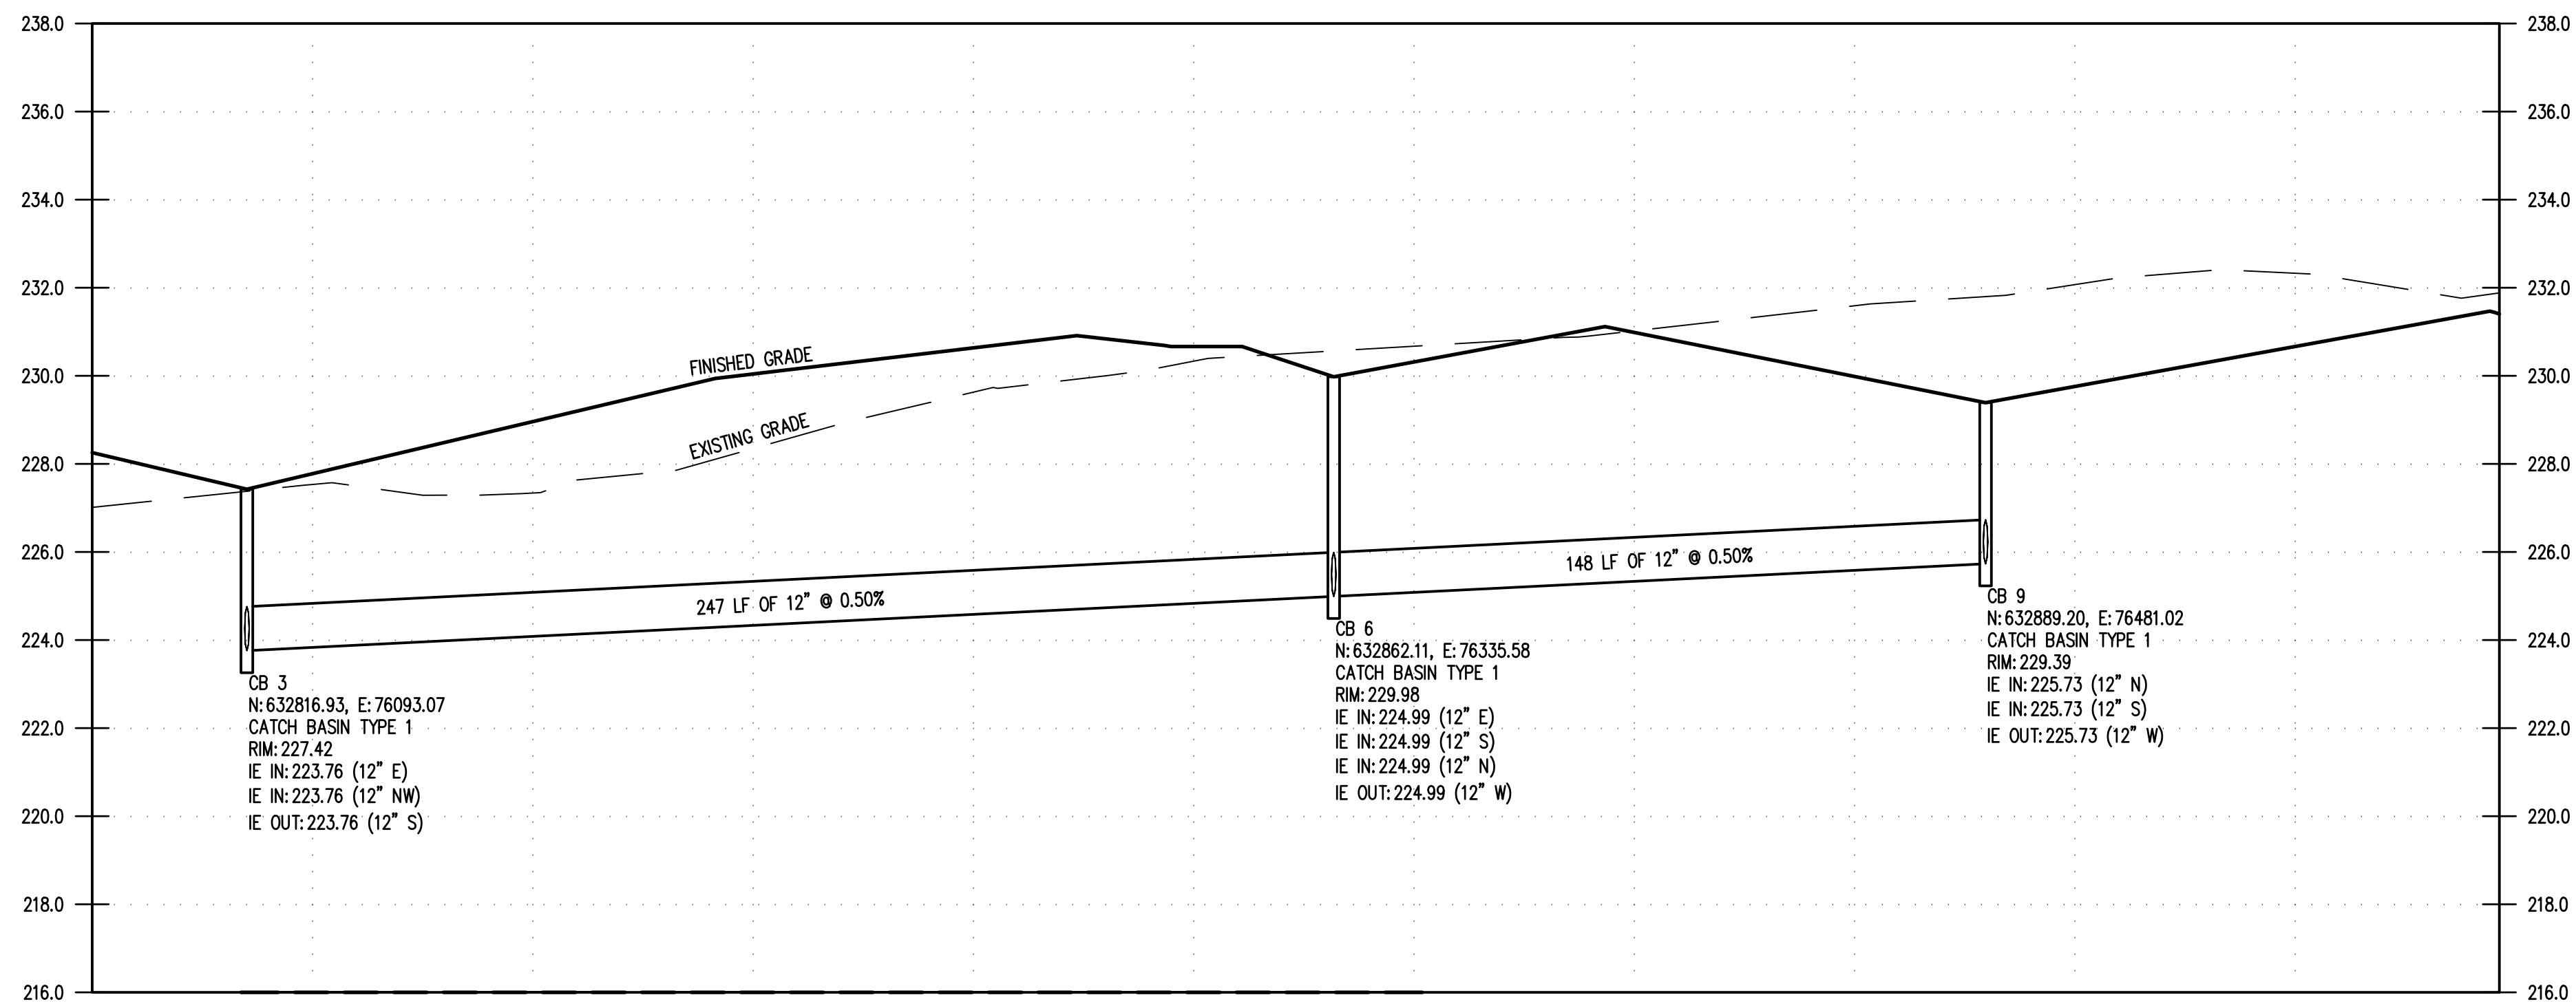 238.0 238.0
236.0 236.0
234.0 234.0
232.0 232.0
230.0 230.0
228.0 228.0
226.0 226.0
224.0 224.0
222.0 222.0
220.0 220.0
218.0 218.0
216.0 216.0
FINISHED GRADE
EXISTING GRADE
247 LF OF 12" @ 0.50%
148 LF OF 12" @ 0.50%
CB 3
N:632816.93, E:76093.07
CATCH BASIN TYPE 1
RIM:227.42
IE IN:223.76 (12" E)
IE IN:223.76 (12" NW)
IE OUT:223.76 (12" S)
CB 6
N:632862.11, E:76335.58
CATCH BASIN TYPE 1
RIM:229.98
IE IN:224.99 (12" E)
IE IN:224.99 (12" S)
IE IN:224.99 (12" N)
IE OUT:224.99 (12" W)
CB 9
N:632889.20, E:76481.02
CATCH BASIN TYPE 1
RIM:229.39
IE IN:225.73 (12" N)
IE IN:225.73 (12" S)
IE OUT:225.73 (12" W)